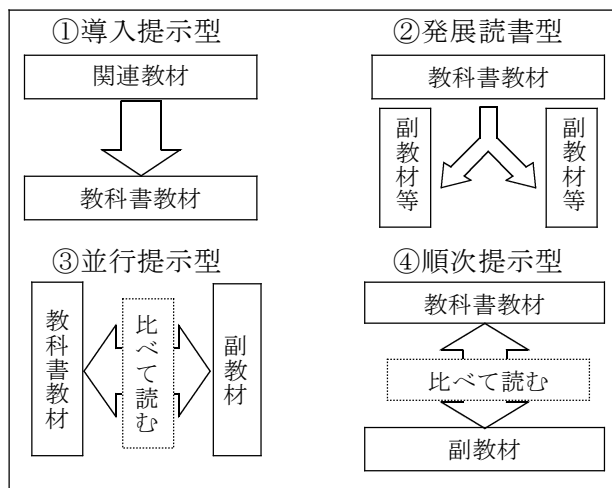 ①導入提示型
関連教材
教科書教材
②発展読書型
教科書教材
副教材等
副教材等
③並行提示型
教科書教材
比べて読む
副教材
④順次提示型
教科書教材
比べて読む
副教材